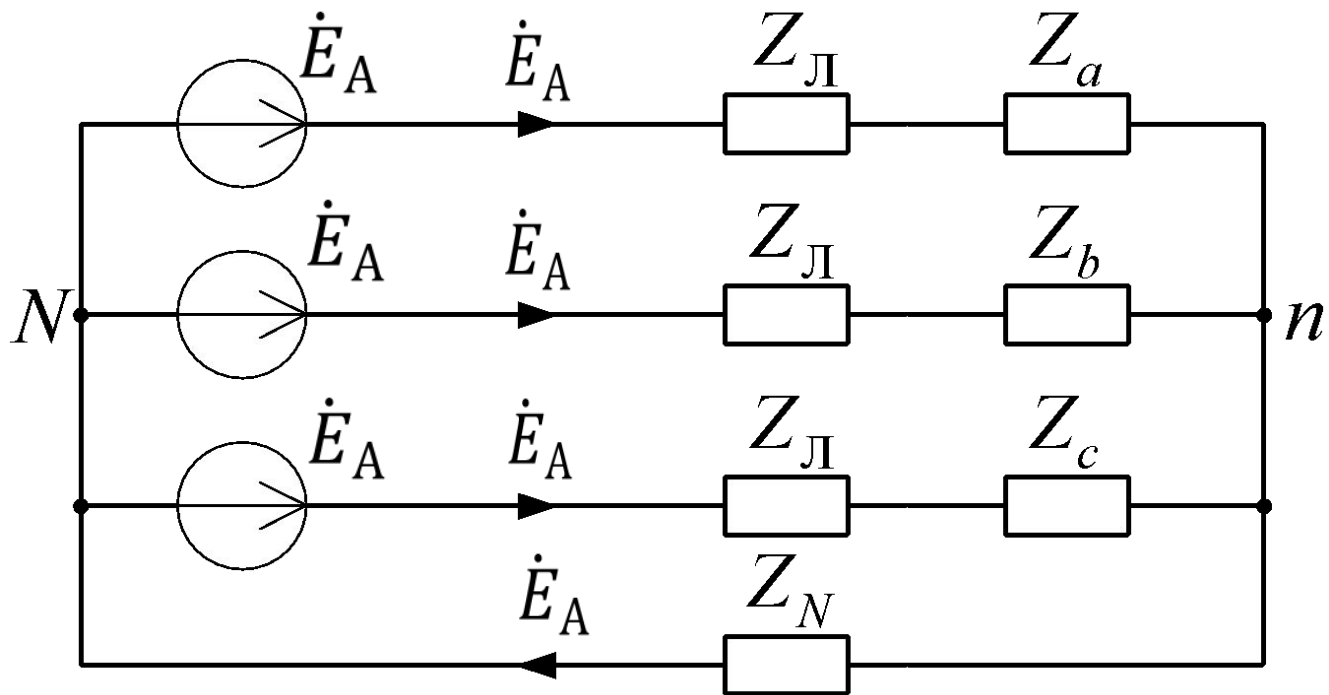 Ė_A Ė_A Z_Л Z_a
Ė_A Ė_A Z_Л Z_b
N n
Ė_A Ė_A Z_Л Z_c
Ė_A Z_N